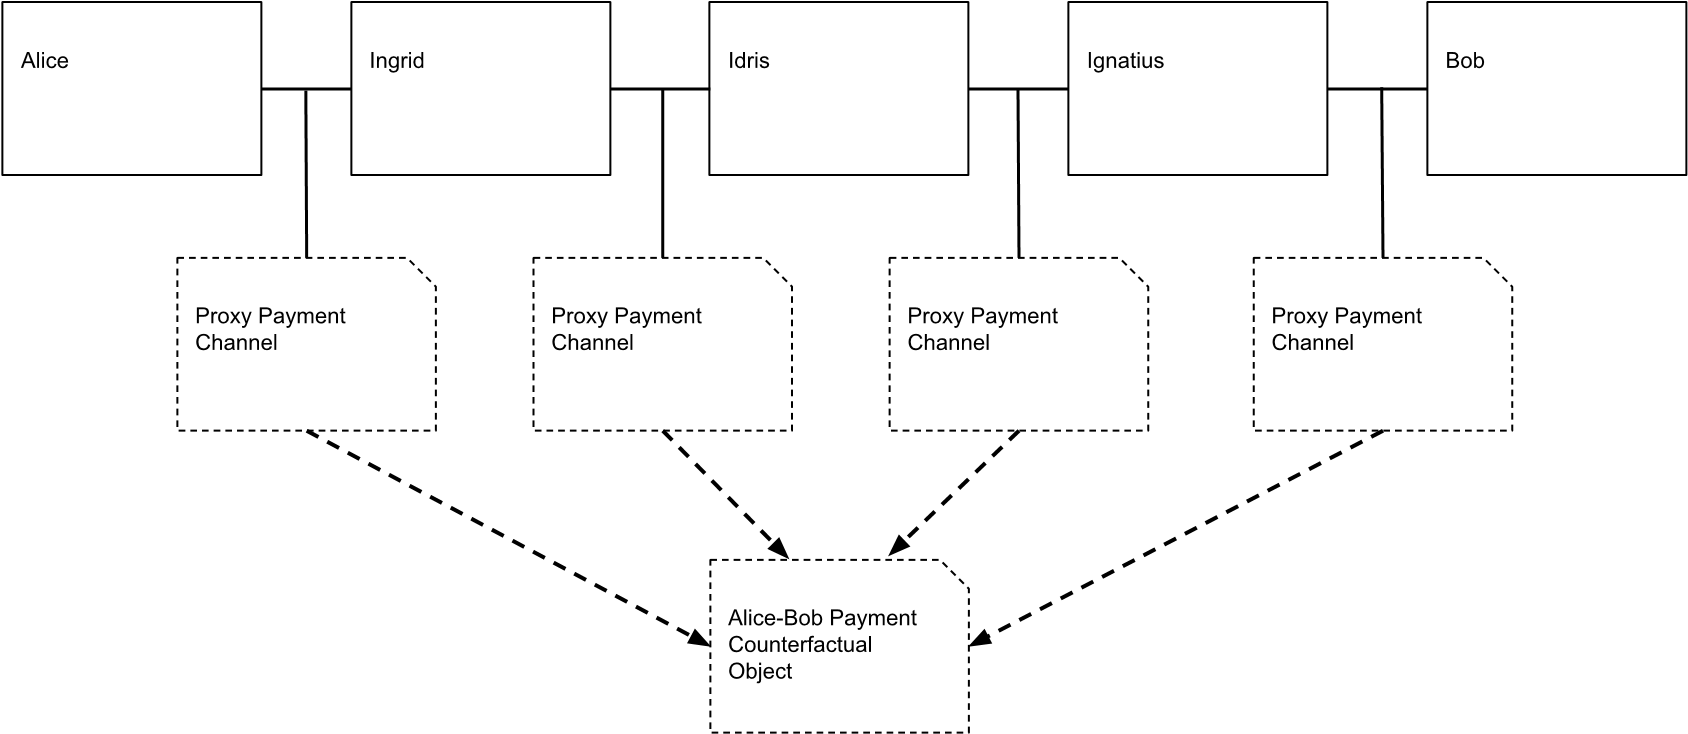 Alice
Ingrid
Idris
Ignatius
Bob
Proxy Payment
Channel
Proxy Payment
Channel
Proxy Payment
Channel
Proxy Payment
Channel
Alice-Bob Payment
Counterfactual
Object